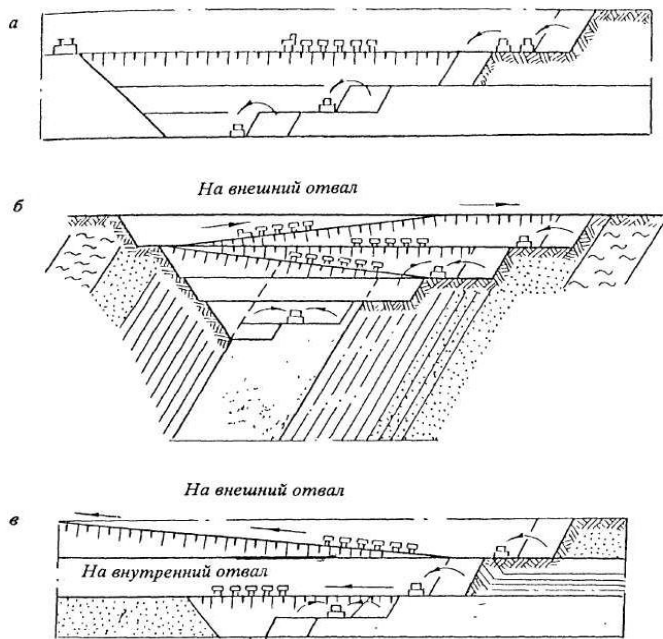 а
На внешний отвал
б
На внешний отвал
в
На внутренний отвал